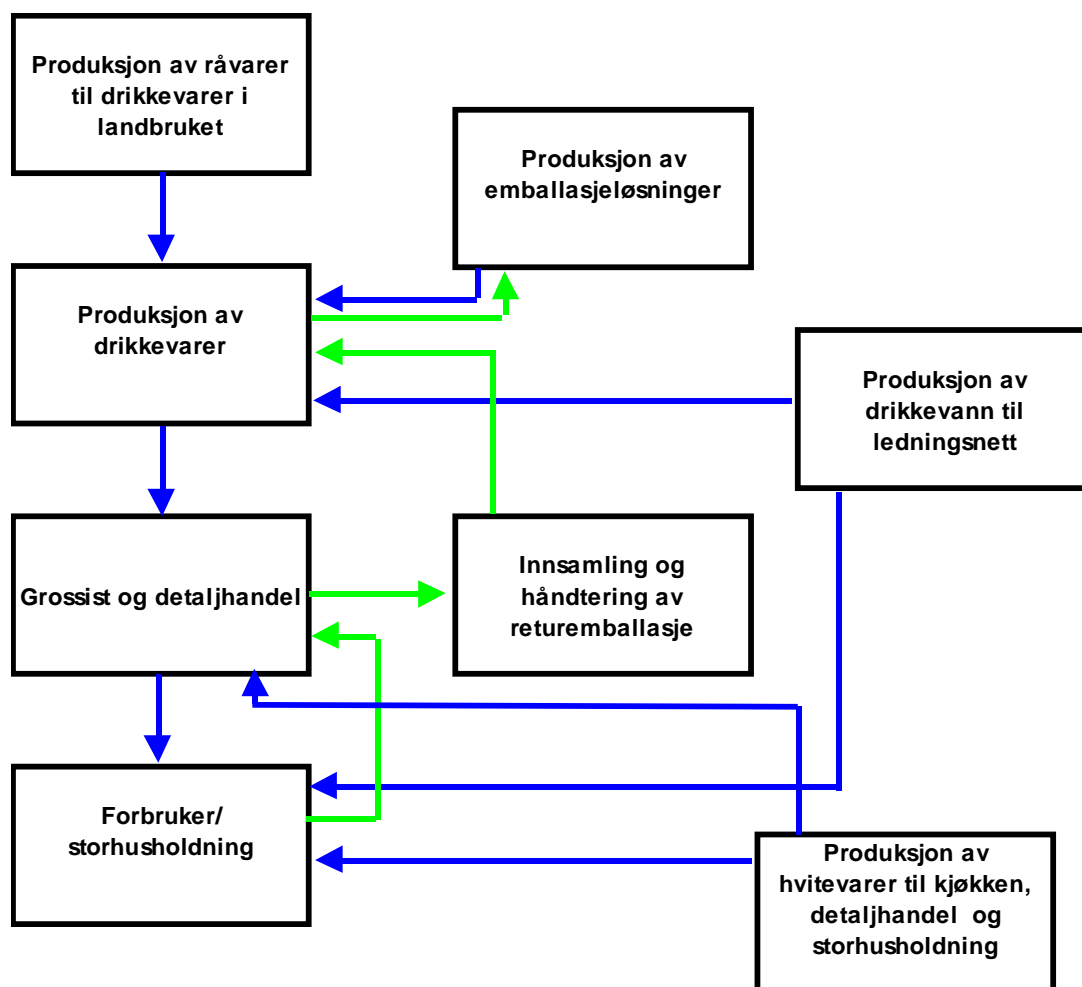 Produksjon av råvarer
til drikkevarer i
landbruket
Produksjon av
emballasjeløsninger
Produksjon av
drikkevarer
Produksjon av
drikkevann til
ledningsnett
Grossist og detaljhandel
Innsamling og
håndtering av
returemballasje
Forbruker/
storhusholdning
Produksjon av
hvitevarer til kjøkken,
detaljhandel og
storhusholdning